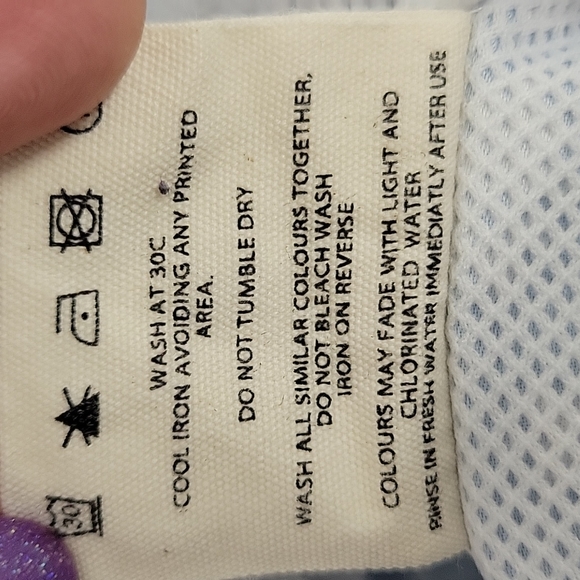 30
WASH AT 30C
COOL IRON AVOIDING ANY PRINTED
AREA.
DO NOT TUMBLE DRY
WASH ALL SIMILAR COLOURS TOGETHER,
DO NOT BLEACH WASH
IRON ON REVERSE
COLOURS MAY FADE WITH LIGHT AND
CHLORINATED WATER
RINSE IN FRESH WATER IMMEDIATLY AFTER USE